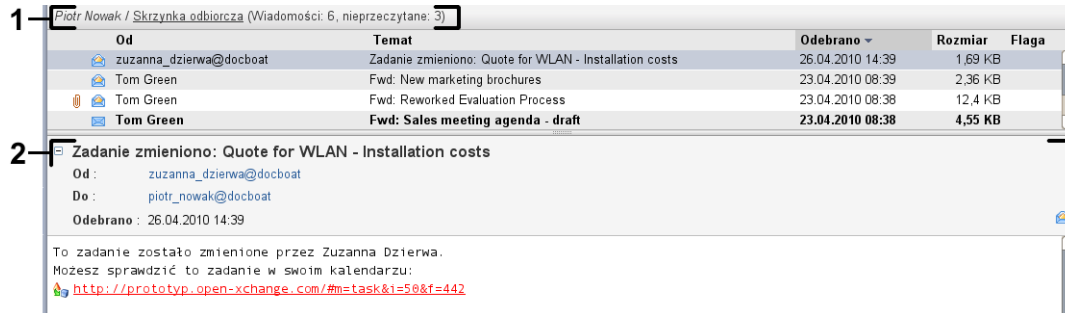 1 Piotr Nowak / Skrzynka odbiorcza (Wiadomości: 6, nieprzeczytane: 3)
Od Temat Odebrano Rozmiar Flaga
zuzanna_dzierwa@docboat Zadanie zmieniono: Quote for WLAN - Installation costs 26.04.2010 14:39 1,69 KB
Tom Green Fwd: New marketing brochures 23.04.2010 08:39 2,36 KB
Tom Green Fwd: Reworked Evaluation Process 23.04.2010 08:38 12,4 KB
Tom Green Fwd: Sales meeting agenda - draft 23.04.2010 08:38 4,55 KB
2 Zadanie zmieniono: Quote for WLAN - Installation costs
Od : zuzanna_dzierwa@docboat
Do : piotr_nowak@docboat
Odebrano : 26.04.2010 14:39
To zadanie zostało zmienione przez Zuzanna Dzierwa.
Możesz sprawdzić to zadanie w swoim kalendarzu:
http://prototyp.open-xchange.com/#m=task&i=50&f=442